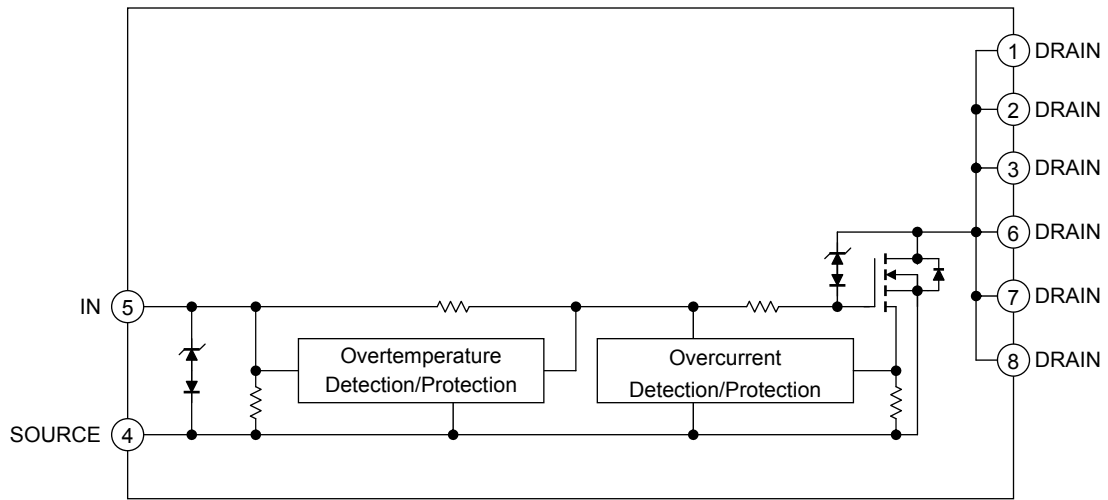 1 DRAIN
2 DRAIN
3 DRAIN
6 DRAIN
IN 5
7 DRAIN
Overtemperature
Detection/Protection
Overcurrent
Detection/Protection
8 DRAIN
SOURCE 4